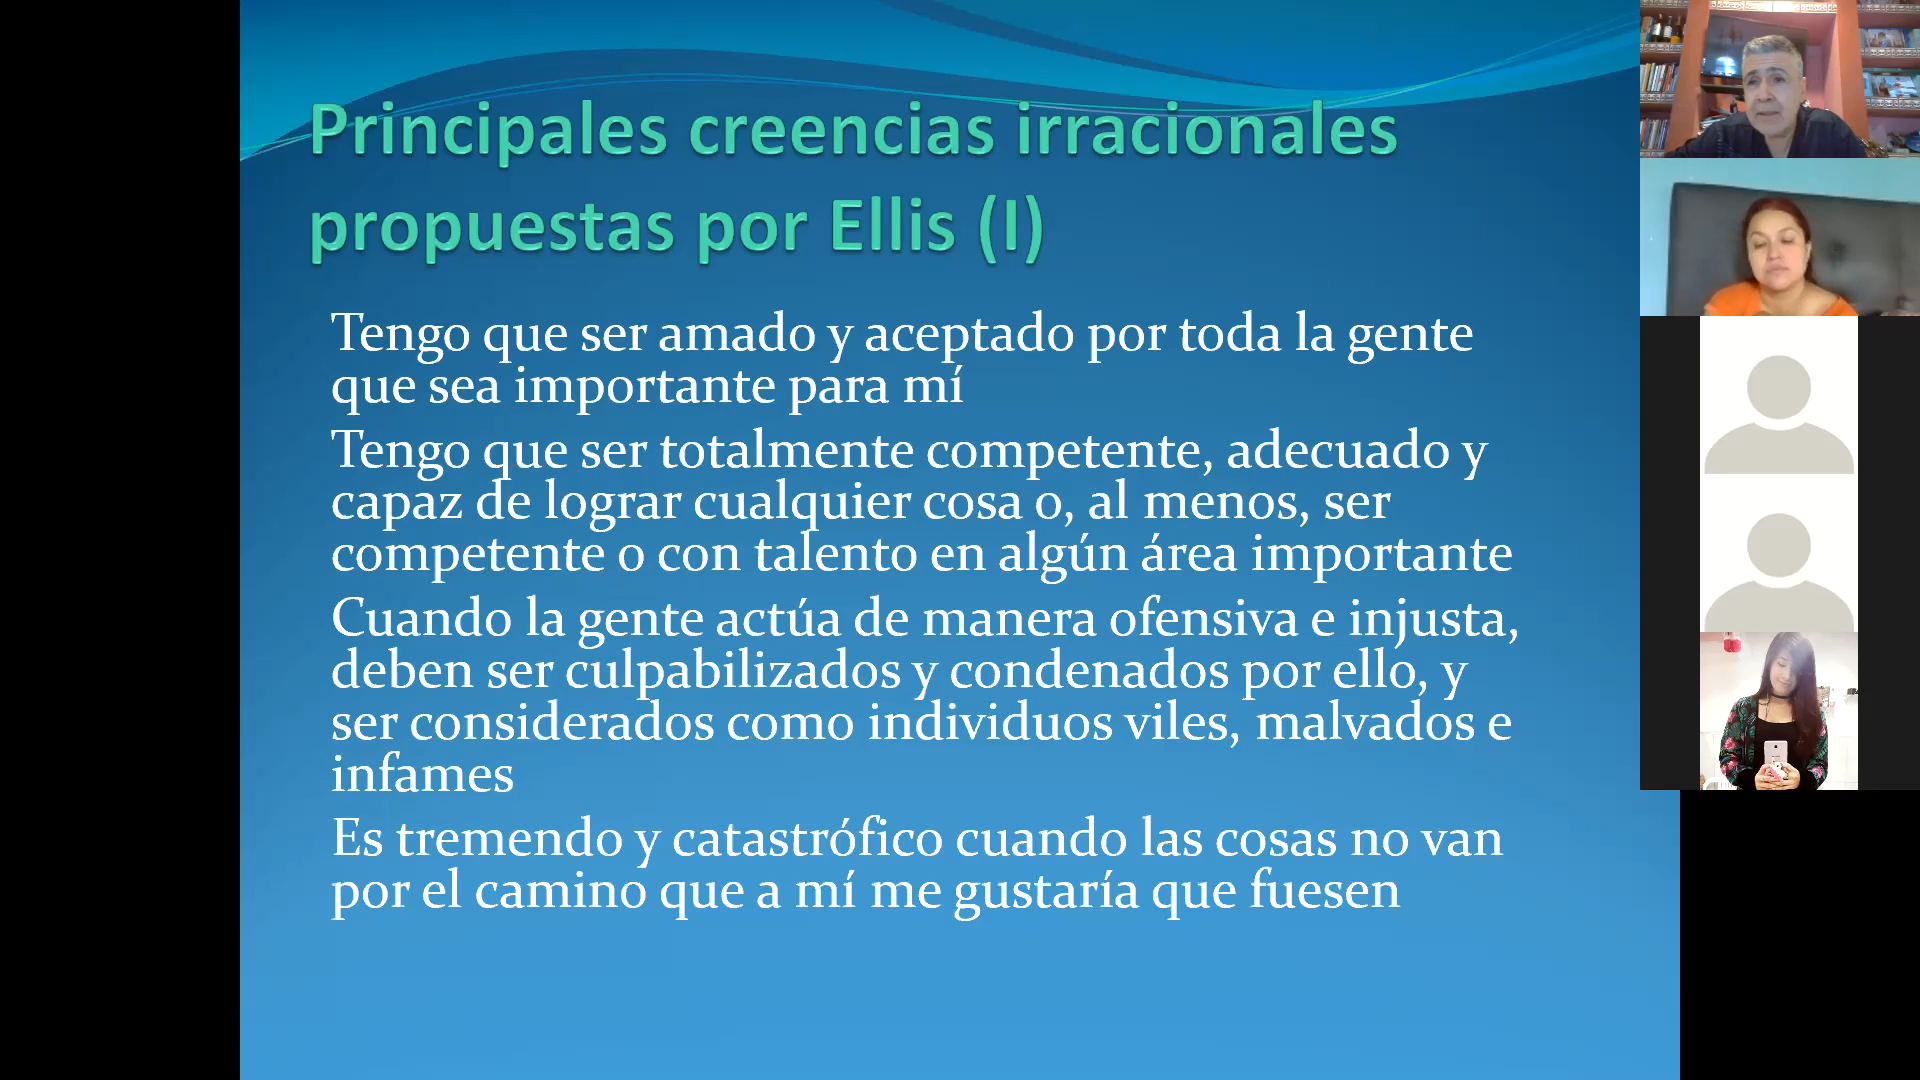 Principales creencias irracionales
propuestas por Ellis (I)
Tengo que ser amado y aceptado por toda la gente
que sea importante para mí
Tengo que ser totalmente competente, adecuado y
capaz de lograr cualquier cosa o, al menos, ser
competente o con talento en algún área importante
Cuando la gente actúa de manera ofensiva e injusta,
deben ser culpabilizados y condenados por ello, y
ser considerados como individuos viles, malvados e
infames
Es tremendo y catastrófico cuando las cosas no van
por el camino que a mí me gustaría que fuesen